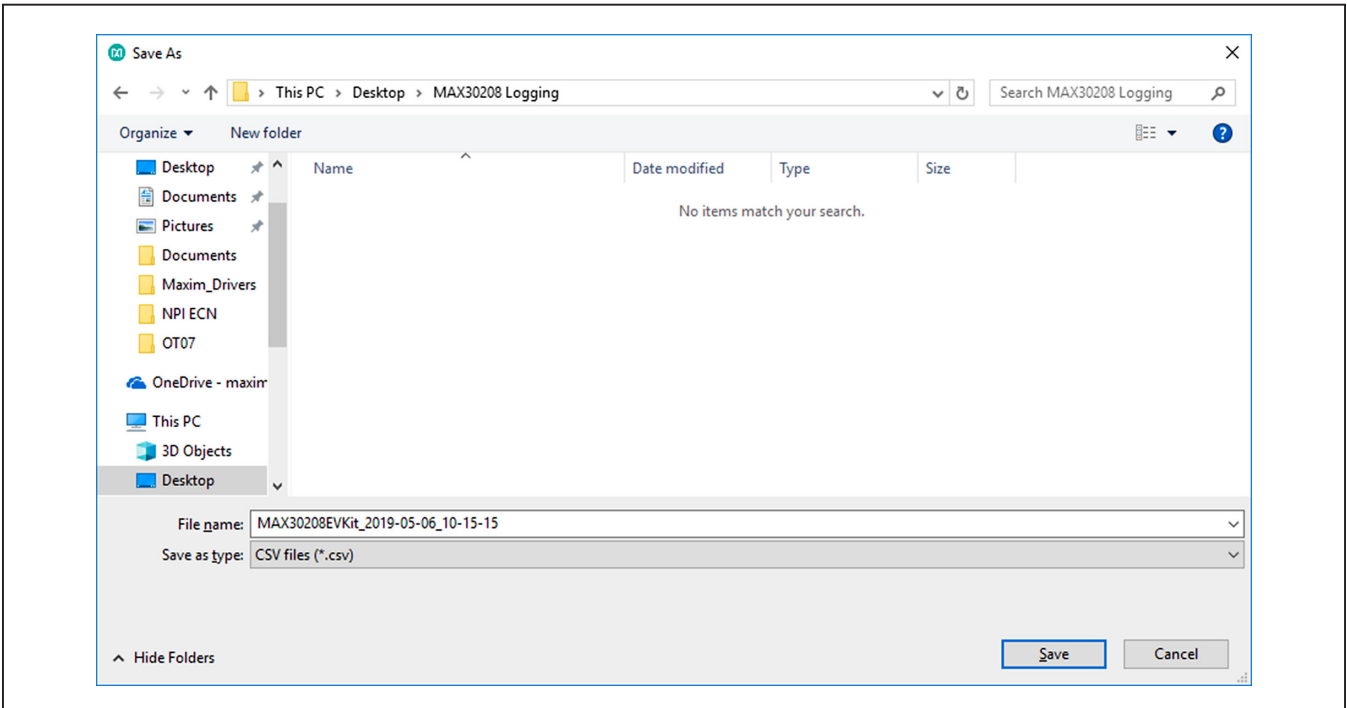 Save As
This PC > Desktop > MAX30208 Logging
Search MAX30208 Logging
Organize
New folder
Name
Date modified
Type
Size
No items match your search.
Desktop
Documents
Pictures
Documents
Maxim_Drivers
NPI ECN
OT07
OneDrive - maxim
This PC
3D Objects
Desktop
File name: MAX30208EVKit_2019-05-06_10-15-15
Save as type: CSV files (*.csv)
Hide Folders
Save
Cancel